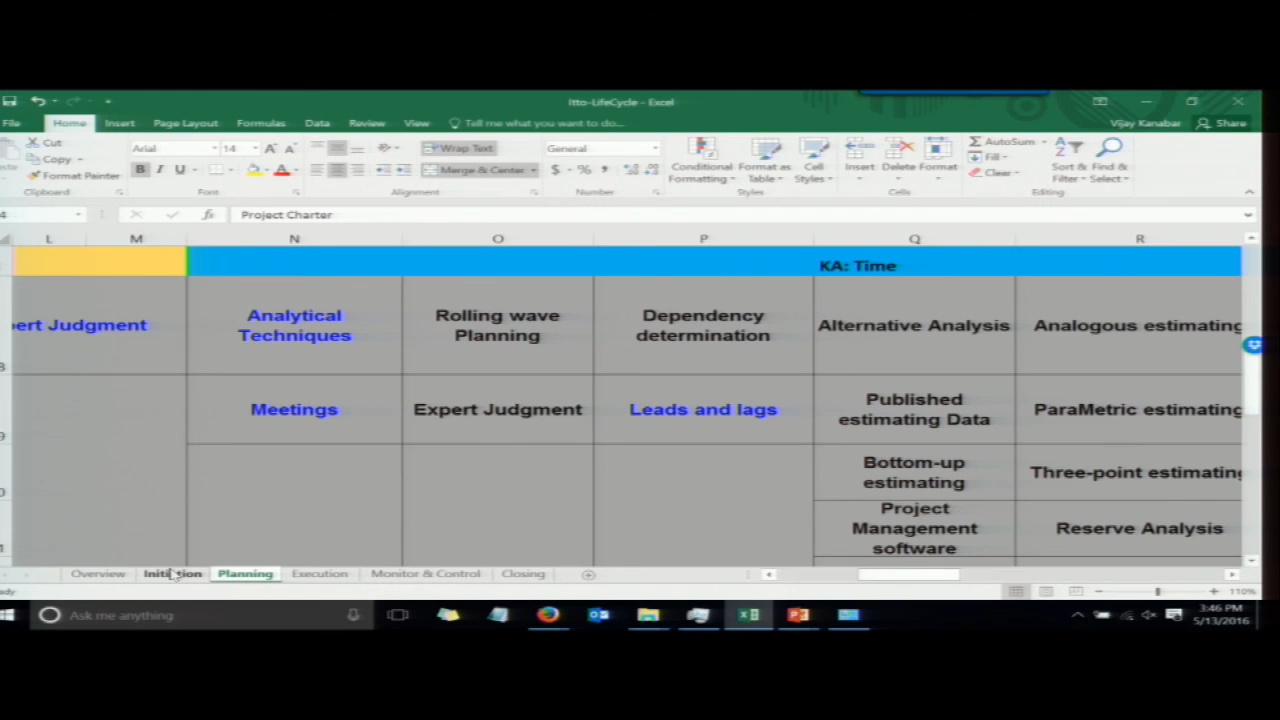 Itto-LifeCycle - Excel
File Home Insert Page Layout Formulas Data Review View Tell me what you want to do... Vijay Kanabar Share
Cut
Copy
Format Painter
Clipboard
Arial 14
B I U
Font
Wrap Text
Merge & Center
Alignment
General
$ % ,
Number
Conditional Formatting
Format as Table
Cell Styles
Styles
Insert Delete Format
Cells
AutoSum
Fill
Clear
Sort & Filter
Find & Select
Editing
4 fx Project Charter
L M N O P Q R
KA: Time
ert Judgment
Analytical
Techniques
Rolling wave
Planning
Dependency
determination
Alternative Analysis
Analogous estimating
Meetings
Expert Judgment
Leads and lags
Published
estimating Data
ParaMetric estimating
Bottom-up
estimating
Three-point estimating
Project
Management
software
Reserve Analysis
Overview Initiation Planning Execution Monitor & Control Closing
110%
Ask me anything
3:46 PM
5/13/2016